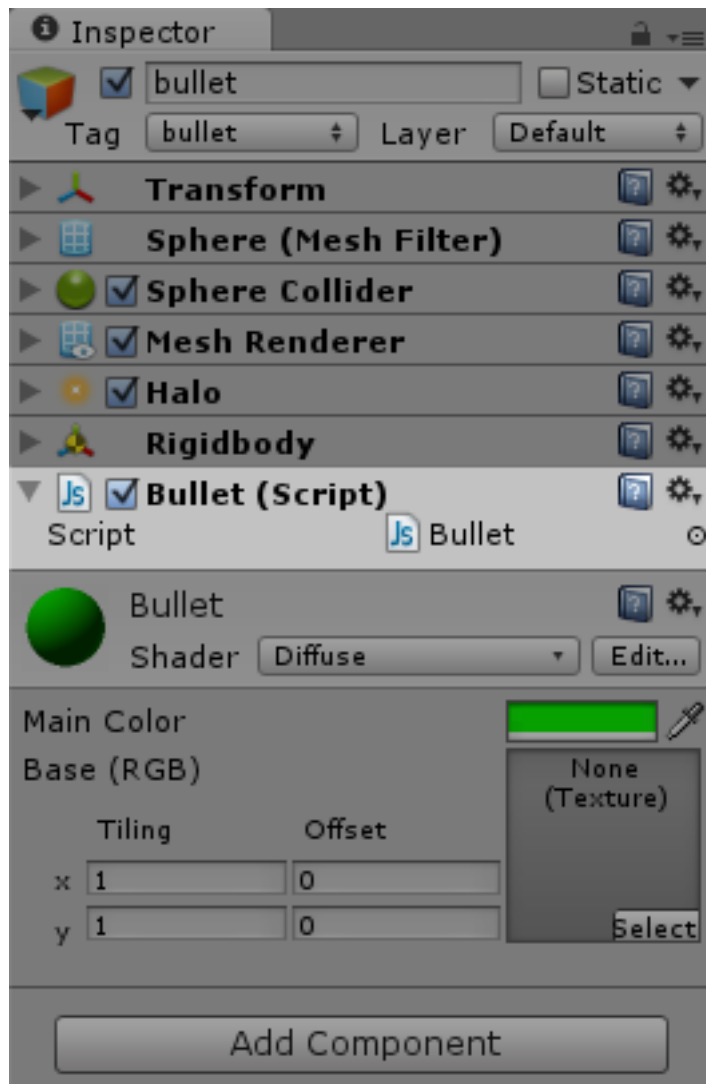 Inspector
bullet Static
Tag bullet Layer Default
Transform
Sphere (Mesh Filter)
Sphere Collider
Mesh Renderer
Halo
Rigidbody
Js Bullet (Script)
Script Js Bullet
Bullet
Shader Diffuse Edit...
Main Color
Base (RGB) None
(Texture)
Tiling Offset
x 1 0
y 1 0 Select
Add Component